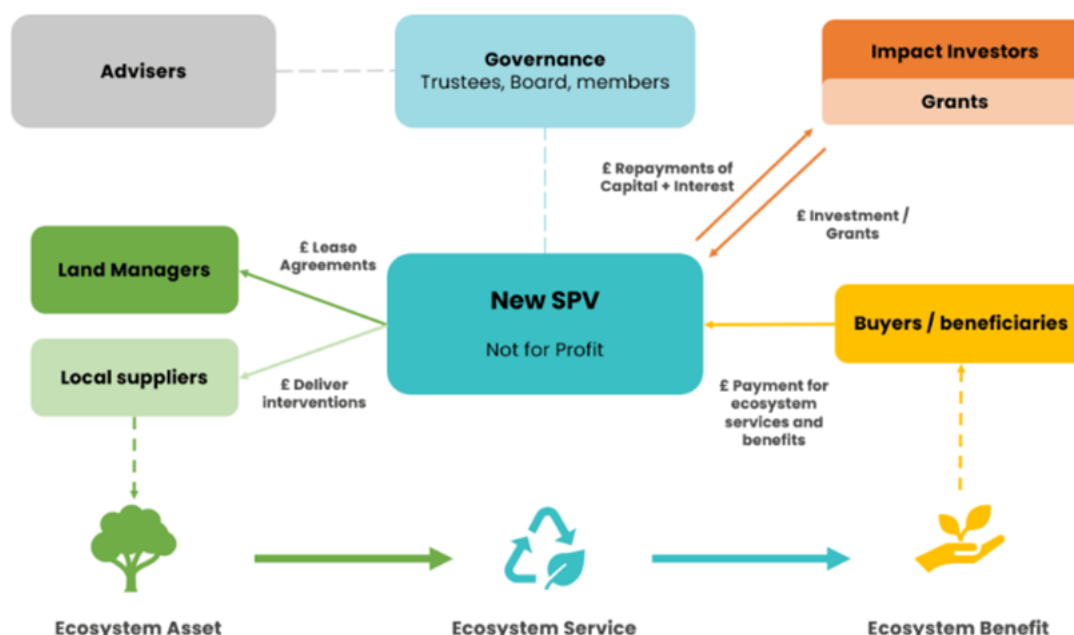 Advisers
Governance
Trustees, Board, members
Impact Investors
Grants
£ Repayments of
Capital + Interest
£ Investment /
Grants
Land Managers
£ Lease
Agreements
New SPV
Not for Profit
Buyers / beneficiaries
Local suppliers
£ Deliver
interventions
£ Payment for
ecosystem
services and
benefits
Ecosystem Asset
Ecosystem Service
Ecosystem Benefit